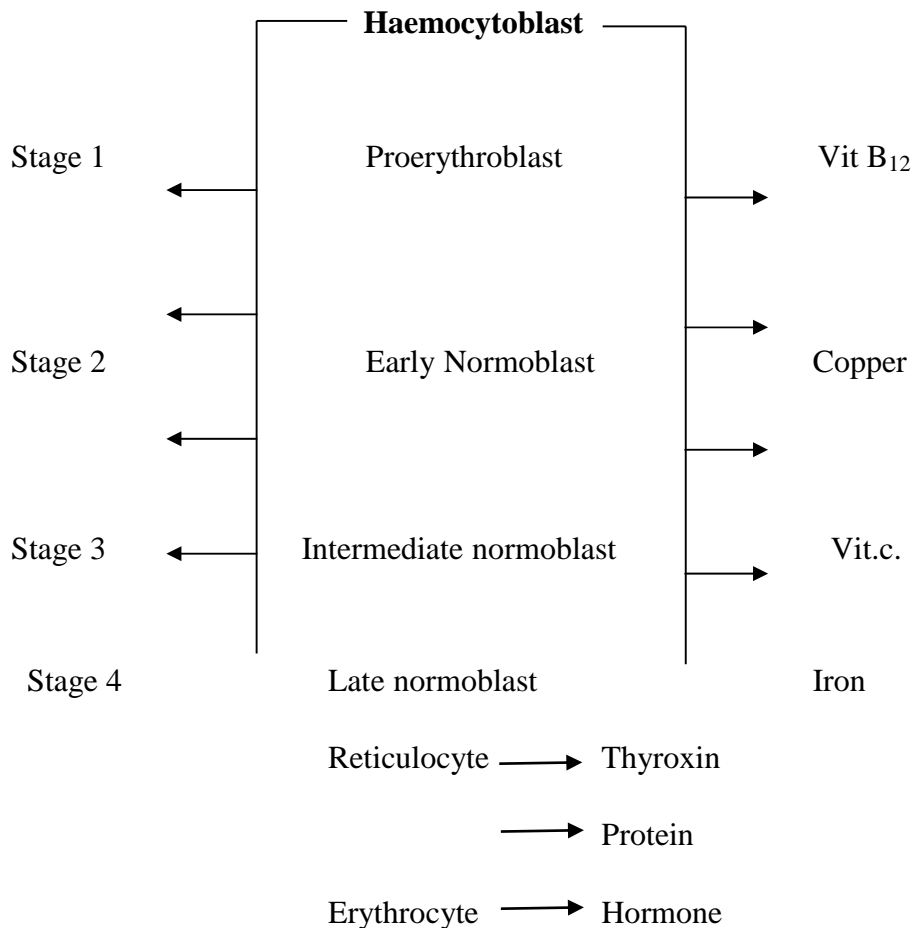 Haemocytoblast
Stage 1 Proerythroblast Vit B₁₂
Stage 2 Early Normoblast Copper
Stage 3 Intermediate normoblast Vit.c.
Stage 4 Late normoblast Iron
Reticulocyte Thyroxin
Protein
Erythrocyte Hormone